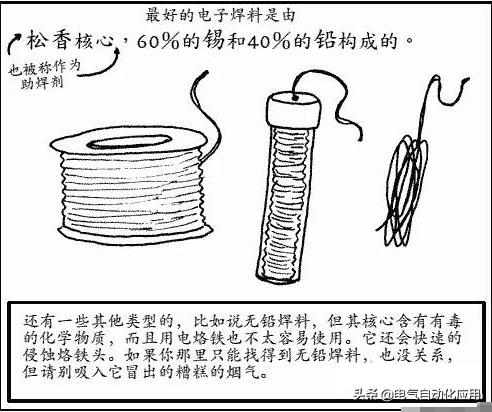 最好的电子焊料是由
松香核心，60%的锡和40%的铅构成的。
也被称作为
助焊剂
还有一些其他类型的，比如说无铅焊料，但其核心含有有毒
的化学物质，而且用电烙铁也不太容易使用。它还会快速的
侵蚀烙铁头。如果你那里只能找得到无铅焊料，也没关系，
但请别吸入它冒出的糟糕的烟气。
头条@电气自动化应用